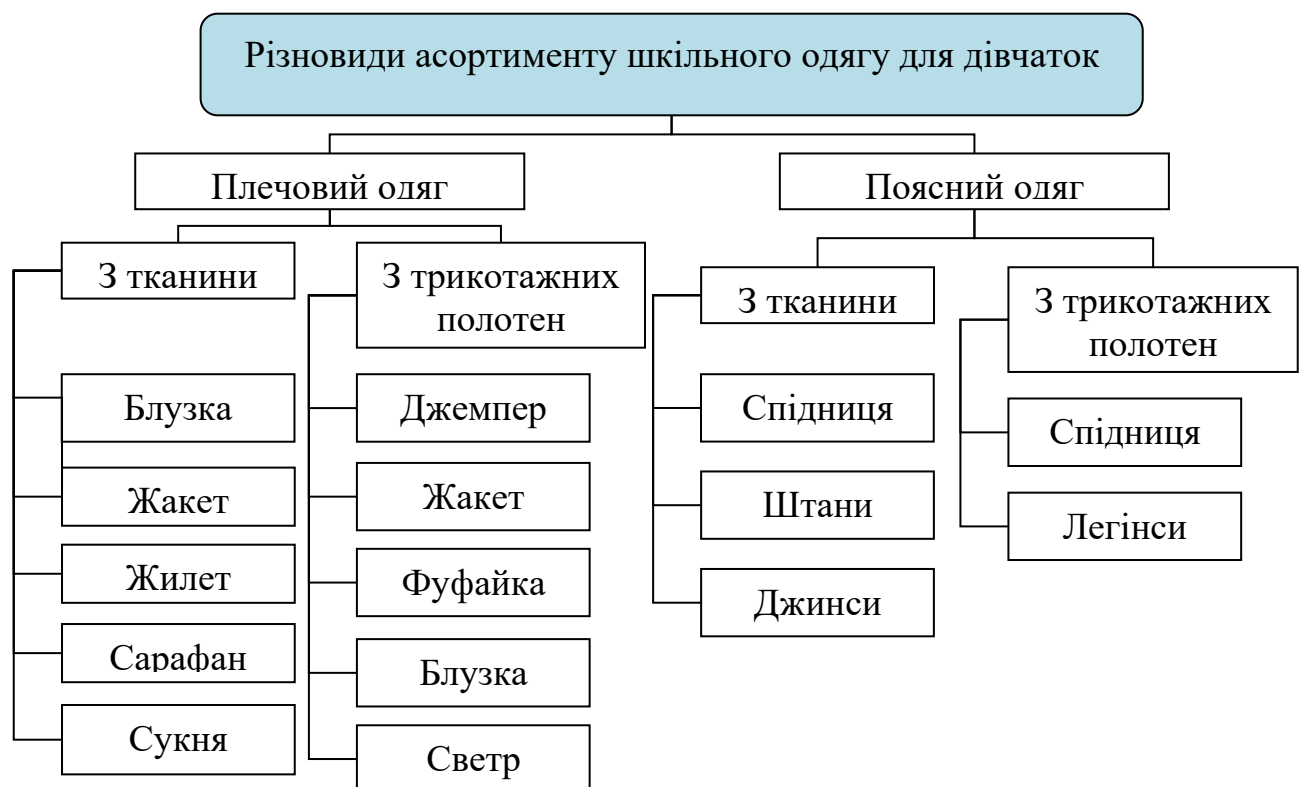 Різновиди асортименту шкільного одягу для дівчаток
Плечовий одяг
Поясний одяг
З тканини
З трикотажних
полотен
З тканини
З трикотажних
полотен
Блузка
Жакет
Жилет
Сарафан
Сукня
Джемпер
Жакет
Фуфайка
Блузка
Светр
Спідниця
Штани
Джинси
Спідниця
Легінси